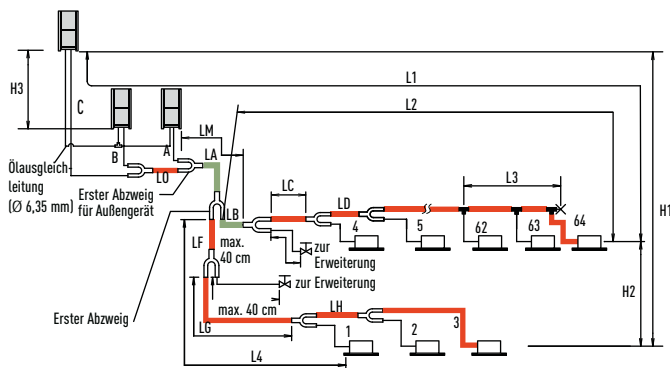 H3
C
L1
L2
LM
A
B
LA
LO
Ölausgleich-
leitung
(Ø 6,35 mm)
Erster Abzweig
für Außengerät
LC
LD
L3
H1
LB
LF
max.
40 cm
zur
Erweiterung
4
5
62
63
64
zur Erweiterung
Erster Abzweig
max. 40 cm
LG
LH
H2
1
2
3
L4